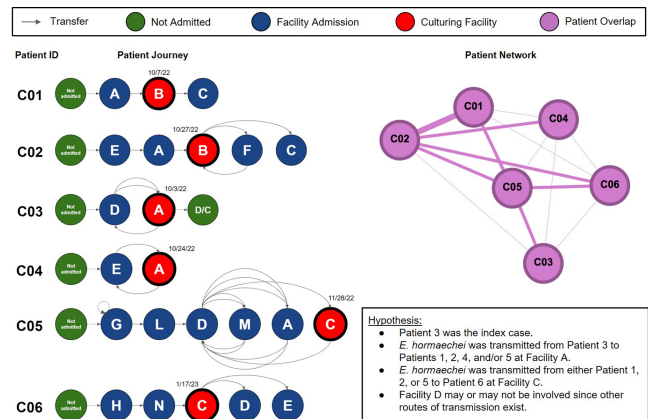 Transfer Not Admitted Facility Admission Culturing Facility Patient Overlap
Patient ID Patient Journey Patient Network
10/7/22
C01 Not admitted A B C
10/27/22
C02 Not admitted E A B F C
10/3/22
C03 Not admitted D A D/C
10/24/22
C04 Not admitted E A
11/28/22
C05 Not admitted G L D M A C
1/17/23
C06 Not admitted H N C D E
C01
C04
C02
C05
C06
C03
Hypothesis:
● Patient 3 was the index case.
● E. hormaechei was transmitted from Patient 3 to
Patients 1, 2, 4, and/or 5 at Facility A.
● E. hormaechei was transmitted from either Patient 1,
2, or 5 to Patient 6 at Facility C.
● Facility D may or may not be involved since other
routes of transmission exist.